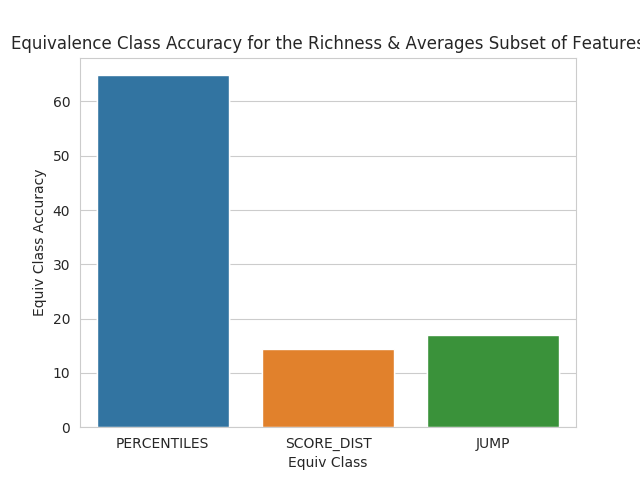 Equivalence Class Accuracy for the Richness & Averages Subset of Features
60
50
40
30
20
10
0
Equiv Class Accuracy
PERCENTILES
SCORE_DIST
JUMP
Equiv Class